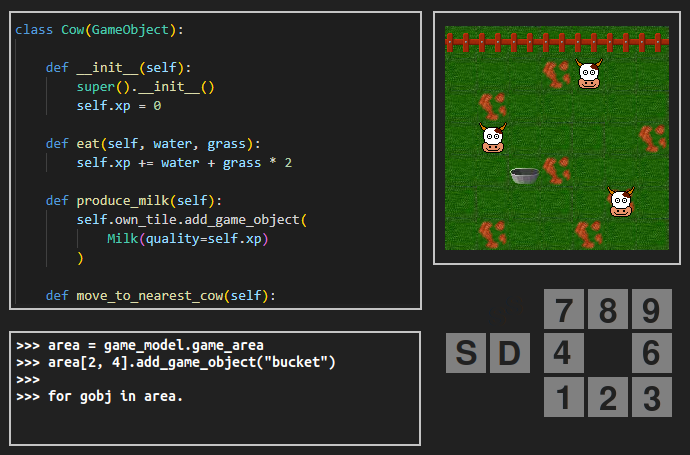 class Cow(GameObject):
def __init__(self):
super().__init__()
self.xp = 0
def eat(self, water, grass):
self.xp += water + grass * 2
def produce_milk(self):
self.own_tile.add_game_object(
Milk(quality=self.xp)
)
def move_to_nearest_cow(self):
>>> area = game_model.game_area
>>> area[2, 4].add_game_object("bucket")
>>>
>>> for gobj in area.
7 8 9
S D 4 6
1 2 3